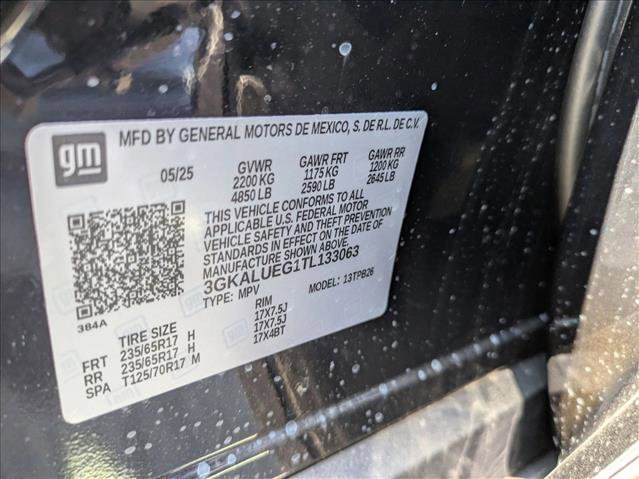 gm
MFD BY GENERAL MOTORS DE MEXICO, S. DE R.L. DE C.V.
05/25 GVWR GAWR FRT GAWR RR
2200 KG 1175 KG 1200 KG
4850 LB 2590 LB 2645 LB
THIS VEHICLE CONFORMS TO ALL
APPLICABLE U.S. FEDERAL MOTOR
VEHICLE SAFETY AND THEFT PREVENTION
STANDARDS IN EFFECT ON THE DATE OF
MANUFACTURE SHOWN ABOVE.
3GKALUEG1TL133063
TYPE: MPV MODEL: 13TPB26
384A
TIRE SIZE RIM
FRT 235/65R17 H 17X7.5J
RR 235/65R17 H 17X7.5J
SPA T125/70R17 M 17X4BT